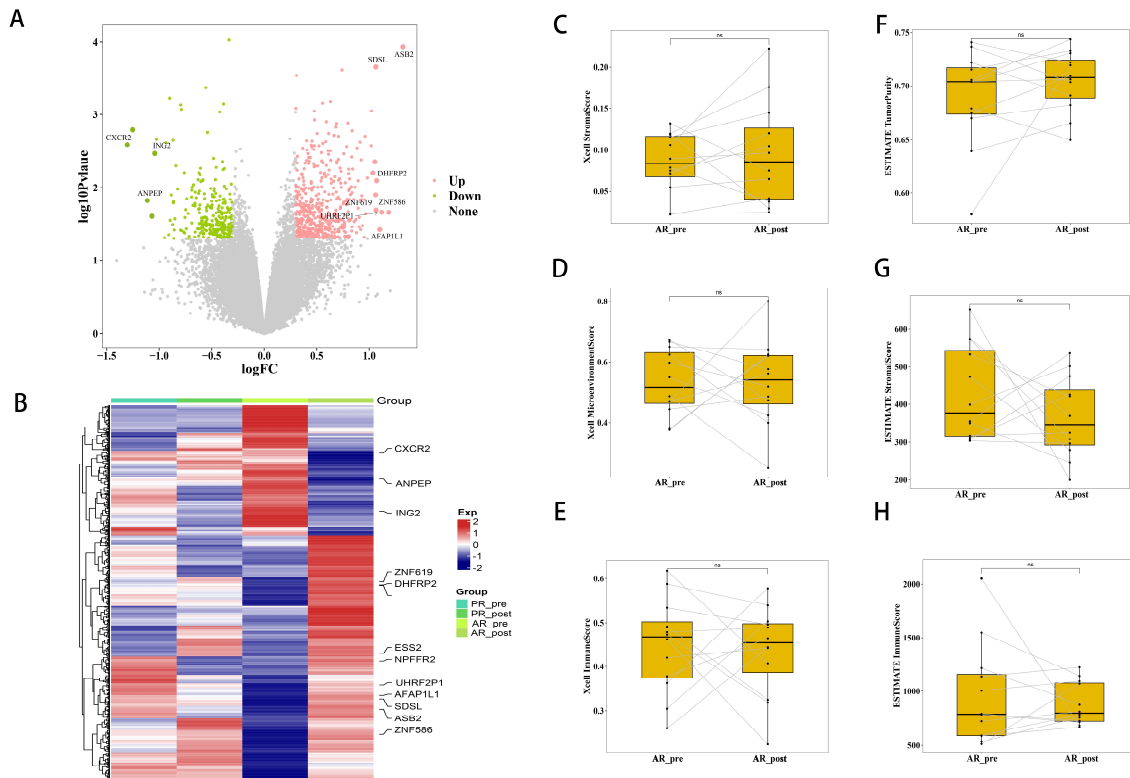 A
log10Pvlaue
4
3
2
1
0
−1.5
−1.0
−0.5
0.0
0.5
1.0
logFC
ASB2
SDSL
CXCR2
ING2
ANPEP
DHFRP2
ZNF619
ZNF586
UHRF2P1
AFAP1L1
Up
Down
None
B
Group
CXCR2
ANPEP
ING2
ZNF619
DHFRP2
ESS2
NPFFR2
UHRF2P1
AFAP1L1
SDSL
ASB2
ZNF586
Exp
2
1
0
-1
-2
Group
PR_pre
PR_poet
AR_pre
AR_post
C
Xcell StromaScore
0.20
0.15
0.10
0.05
ns
AR_pre
AR_post
D
Xcell MicroenvironmentScore
0.8
0.6
0.4
ns
AR_pre
AR_post
E
Xcell ImmuneScore
0.6
0.5
0.4
0.3
ns
AR_pre
AR_post
F
ESTIMATE TumorPurity
0.75
0.70
0.65
0.60
ns
AR_pre
AR_post
G
ESTIMATE StromalScore
600
500
400
300
200
ns
AR_pre
AR_post
H
ESTIMATE ImmuneScore
2000
1500
1000
500
ns
AR_pre
AR_post